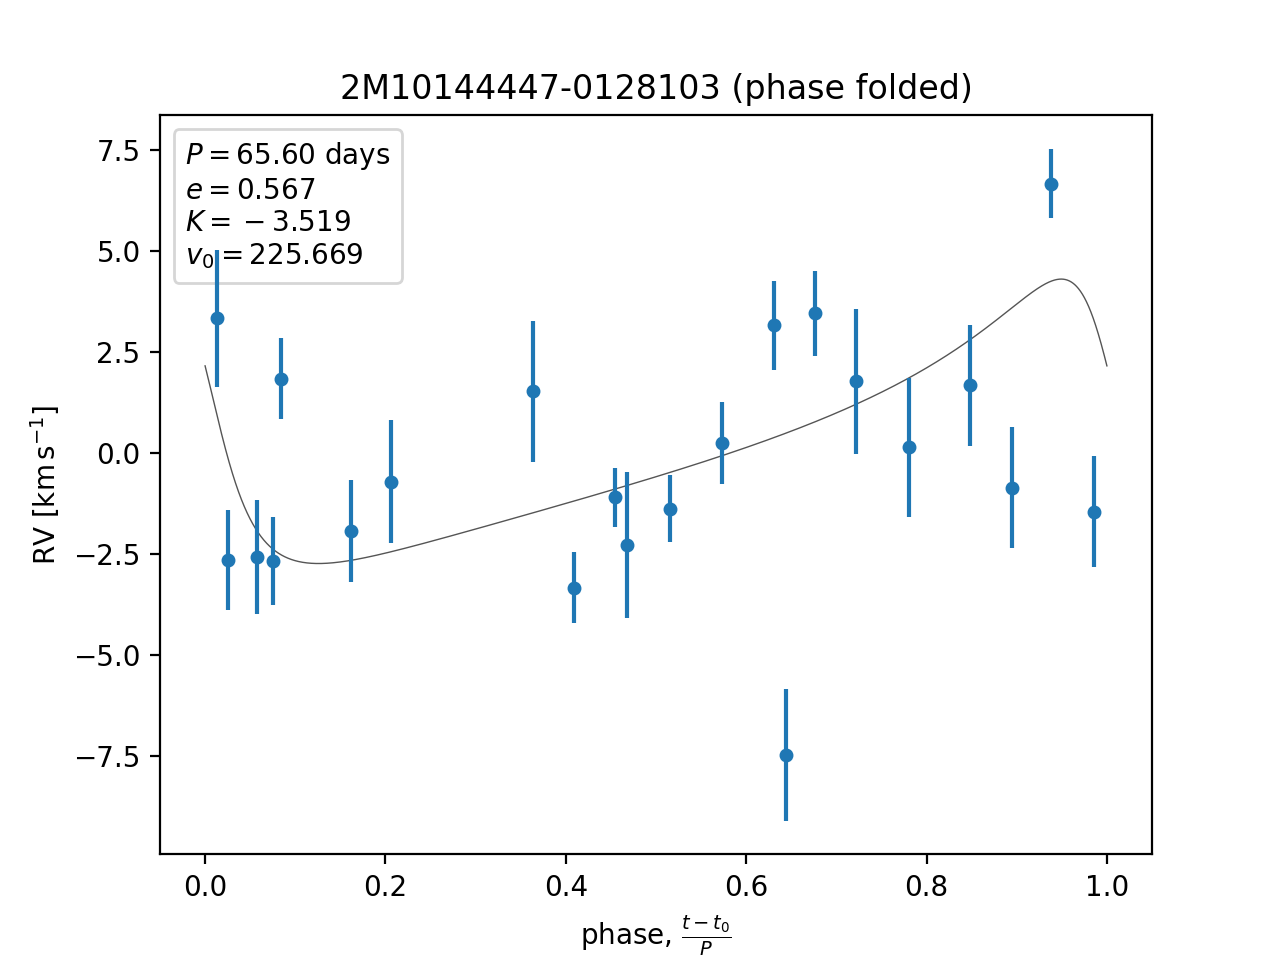 2M10144447-0128103 (phase folded)
P = 65.60 days
e = 0.567
K = −3.519
v₀ = 225.669
7.5
5.0
2.5
0.0
−2.5
−5.0
−7.5
RV [km s⁻¹]
0.0 0.2 0.4 0.6 0.8 1.0
phase, (t − t₀)/P